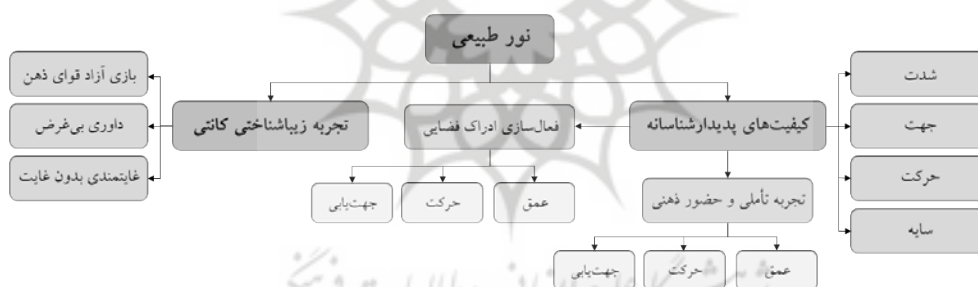 نور طبیعی
شدت
جهت
حرکت
سایه
کیفیت‌های پدیدارشناسانه
فعال‌سازی ادراک فضایی
تجربه زیباشناختی کانتی
بازی آزاد قوای ذهن
داوری بی‌غرض
غایتمندی بدون غایت
عمق
حرکت
جهت‌یابی
تجربه تأملی و حضور ذهنی
عمق
حرکت
جهت‌یابی